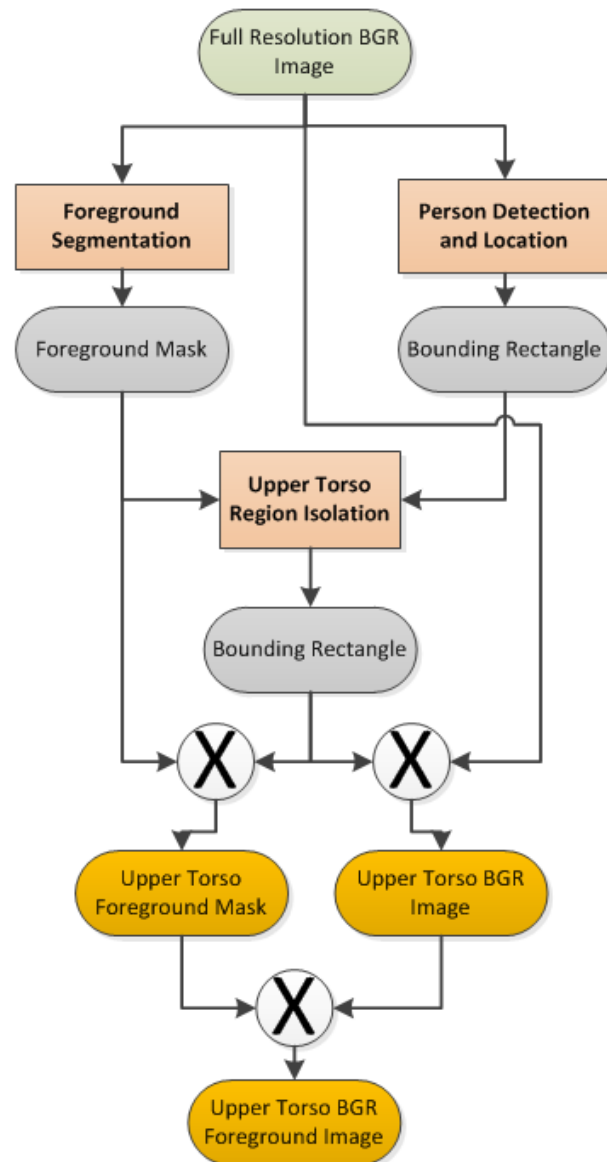 Full Resolution BGR
Image
Foreground
Segmentation
Person Detection
and Location
Foreground Mask
Bounding Rectangle
Upper Torso
Region Isolation
Bounding Rectangle
X
X
Upper Torso
Foreground Mask
Upper Torso BGR
Image
X
Upper Torso BGR
Foreground Image